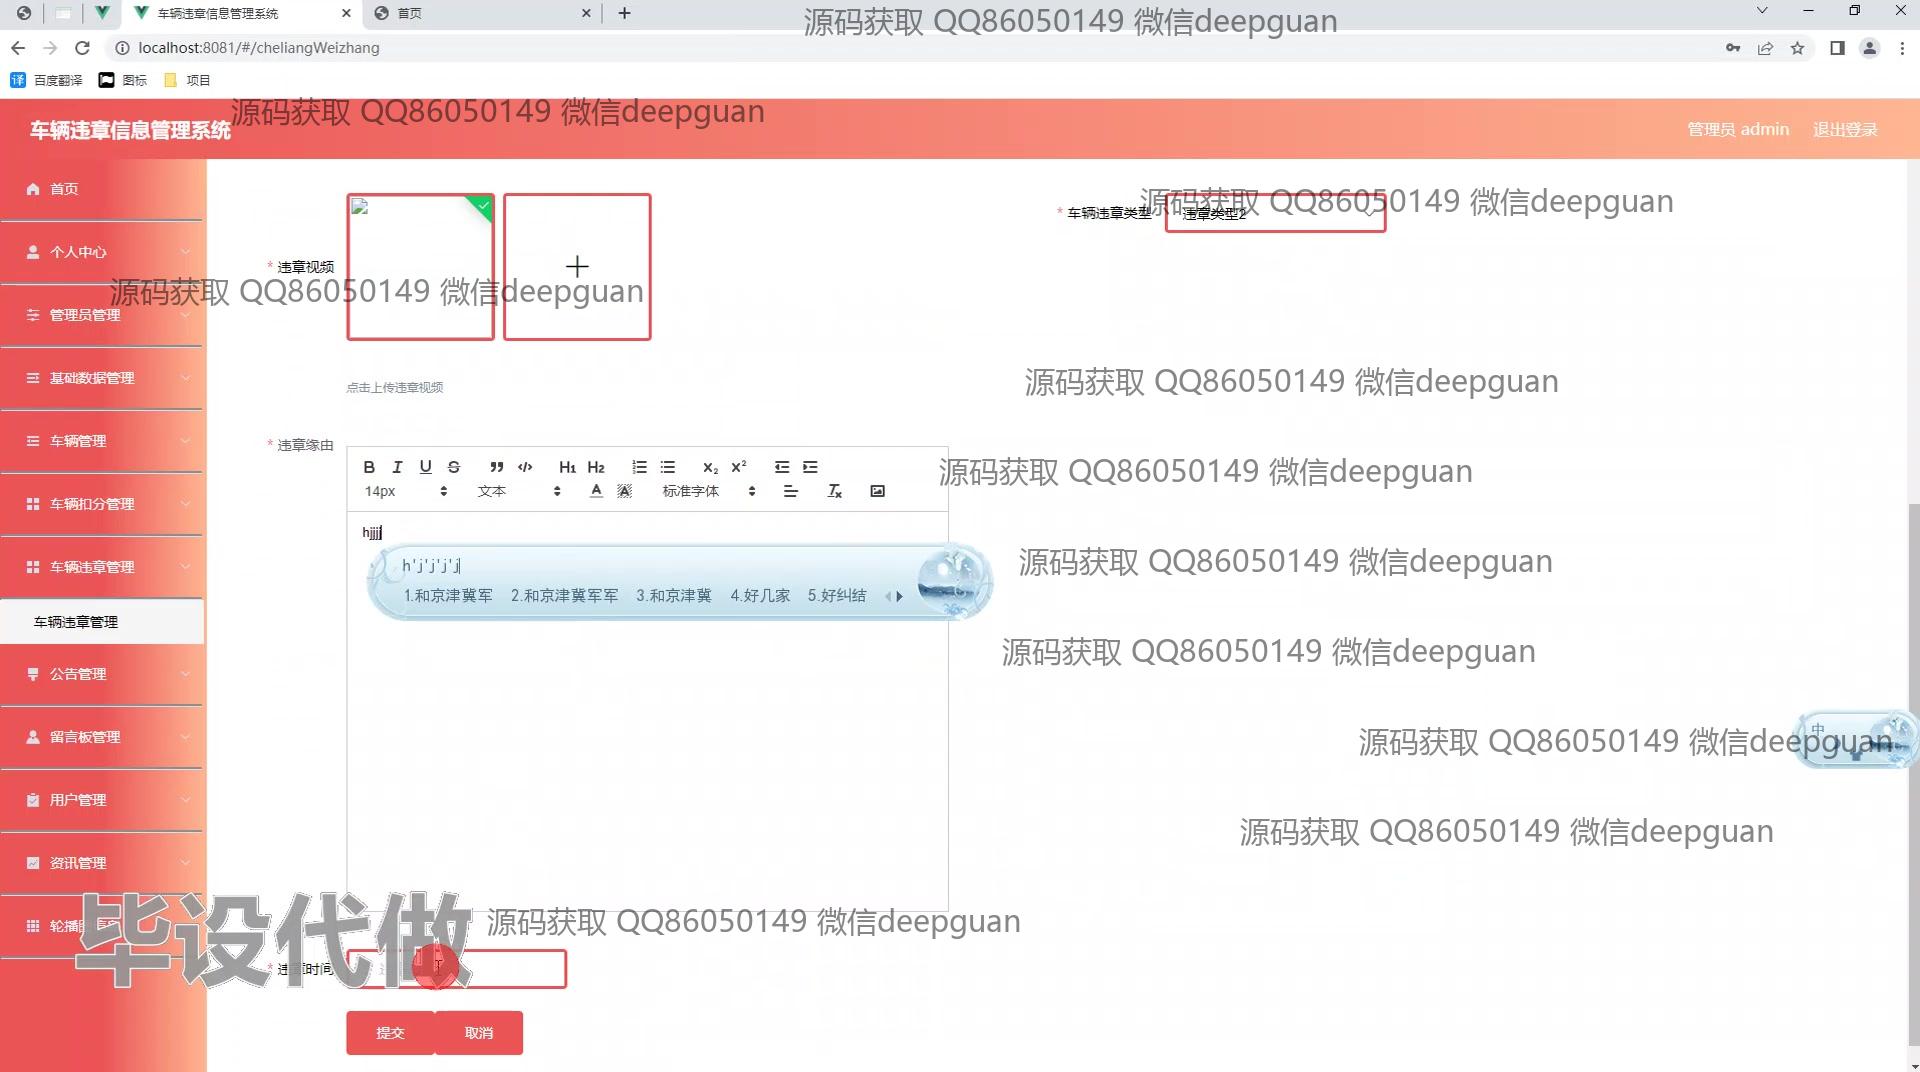 车辆违章信息管理系统
首页
源码获取 QQ86050149 微信deepguan
localhost:8081/#/cheliangWeizhang
百度翻译
图标
项目
源码获取 QQ86050149 微信deepguan
车辆违章信息管理系统
管理员 admin
退出登录
首页
个人中心
管理员管理
基础数据管理
车辆管理
车辆扣分管理
车辆违章管理
车辆违章管理
公告管理
留言板管理
用户管理
资讯管理
* 违章视频
源码获取 QQ86050149 微信deepguan
* 车辆违章类型
违章类型2
源码获取 QQ86050149 微信deepguan
点击上传违章视频
源码获取 QQ86050149 微信deepguan
* 违章缘由
B I U S ” </> H1 H2 X2 X²
14px 文本 A 标准字体
源码获取 QQ86050149 微信deepguan
hjjjj
h'j'j'j'j
1.和京津冀军 2.和京津冀军军 3.和京津冀 4.好几家 5.好纠结
源码获取 QQ86050149 微信deepguan
源码获取 QQ86050149 微信deepguan
中
源码获取 QQ86050149 微信deepguan
源码获取 QQ86050149 微信deepguan
毕设代做
源码获取 QQ86050149 微信deepguan
提交
取消